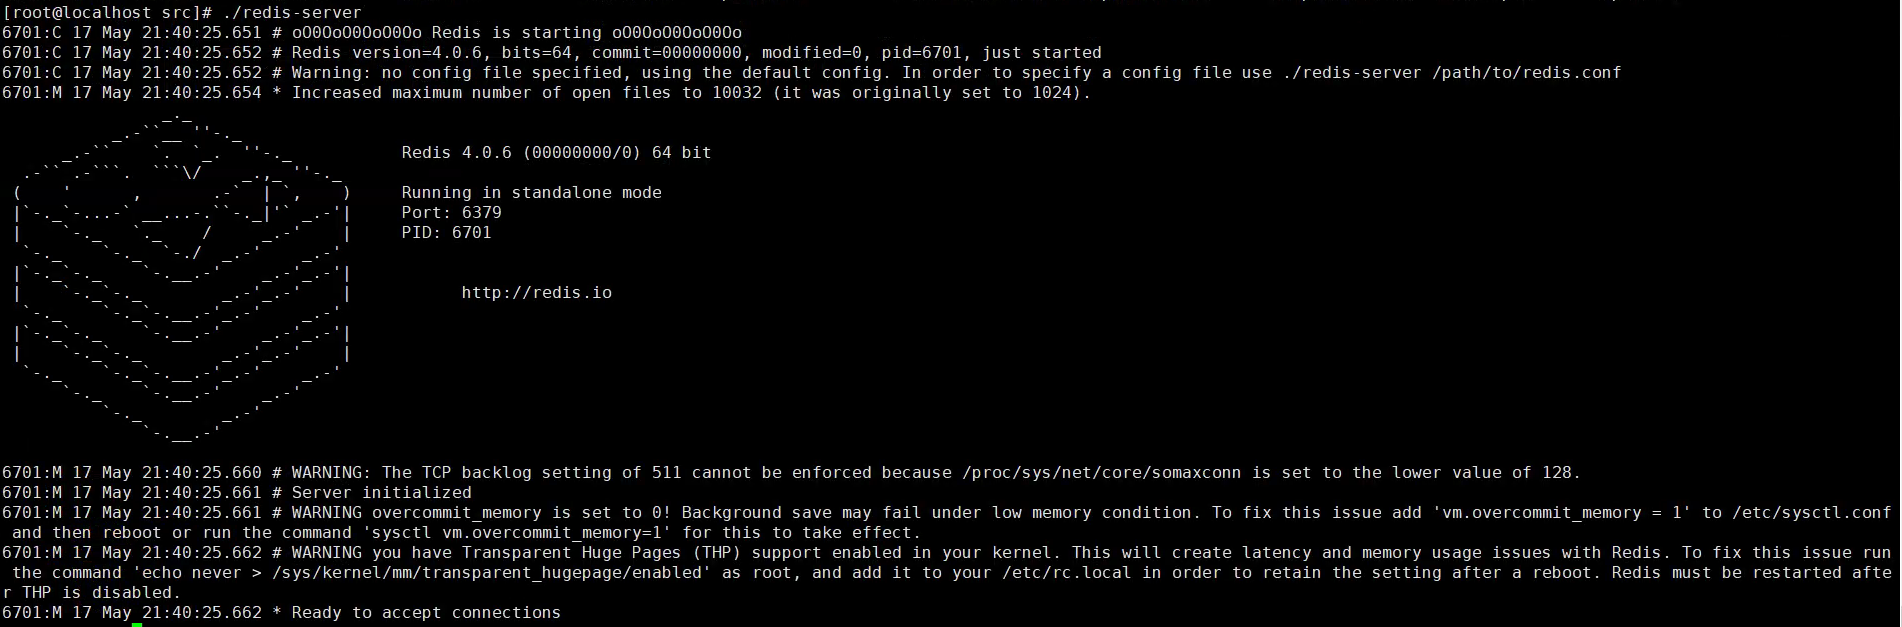 [root@localhost src]# ./redis-server
6701:C 17 May 21:40:25.651 # oO0OoO0OoO0Oo Redis is starting oO0OoO0OoO0Oo
6701:C 17 May 21:40:25.652 # Redis version=4.0.6, bits=64, commit=00000000, modified=0, pid=6701, just started
6701:C 17 May 21:40:25.652 # Warning: no config file specified, using the default config. In order to specify a config file use ./redis-server /path/to/redis.conf
6701:M 17 May 21:40:25.654 * Increased maximum number of open files to 10032 (it was originally set to 1024).
Redis 4.0.6 (00000000/0) 64 bit
Running in standalone mode
Port: 6379
PID: 6701
http://redis.io
6701:M 17 May 21:40:25.660 # WARNING: The TCP backlog setting of 511 cannot be enforced because /proc/sys/net/core/somaxconn is set to the lower value of 128.
6701:M 17 May 21:40:25.661 # Server initialized
6701:M 17 May 21:40:25.661 # WARNING overcommit_memory is set to 0! Background save may fail under low memory condition. To fix this issue add 'vm.overcommit_memory = 1' to /etc/sysctl.conf
and then reboot or run the command 'sysctl vm.overcommit_memory=1' for this to take effect.
6701:M 17 May 21:40:25.662 # WARNING you have Transparent Huge Pages (THP) support enabled in your kernel. This will create latency and memory usage issues with Redis. To fix this issue run
the command 'echo never > /sys/kernel/mm/transparent_hugepage/enabled' as root, and add it to your /etc/rc.local in order to retain the setting after a reboot. Redis must be restarted afte
r THP is disabled.
6701:M 17 May 21:40:25.662 * Ready to accept connections